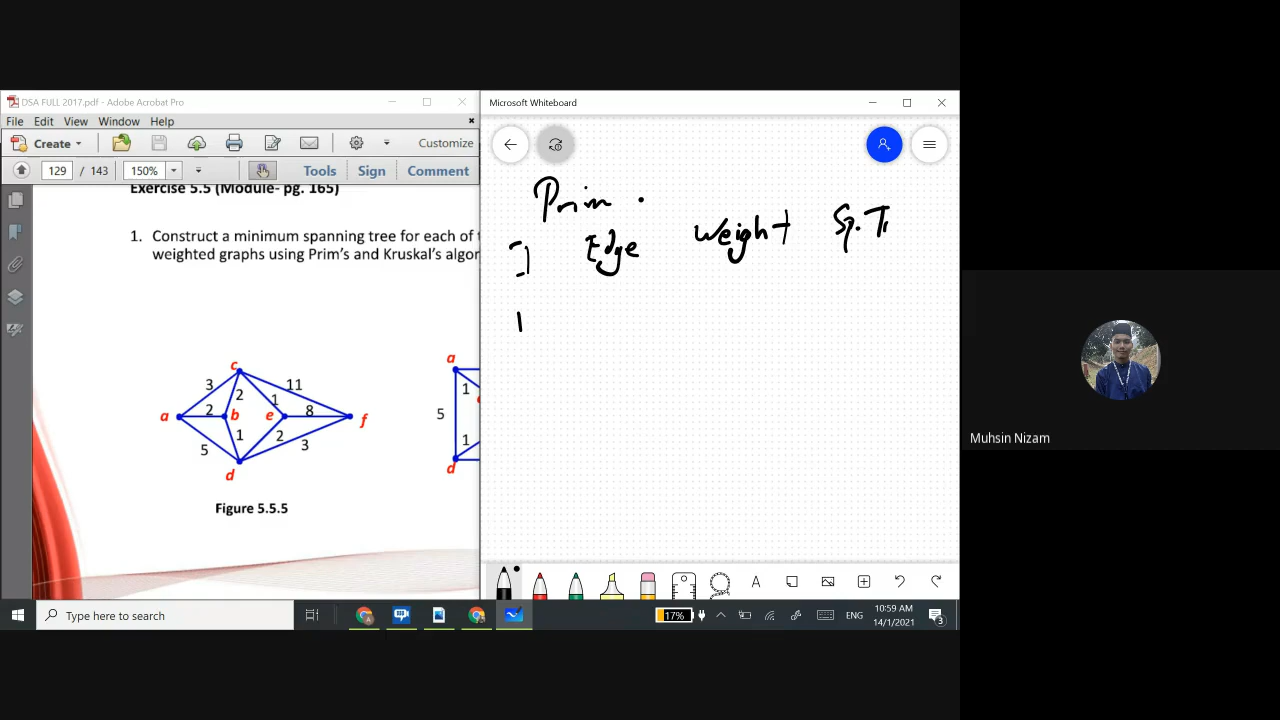 DSA FULL 2017.pdf - Adobe Acrobat Pro
File Edit View Window Help
Create
Customize
129 / 143
150%
Tools Sign Comment
Exercise 5.5 (Module- pg. 165)
1. Construct a minimum spanning tree for each of t
weighted graphs using Prim's and Kruskal's algor
c
3 2 11
a 2 b e 1 8 f
5 1 2 3
d
Figure 5.5.5
a
1
5
1
d
Microsoft Whiteboard
Prim .
Edge Weight Sp. Tr
1
A
Type here to search
17%
ENG
10:59 AM
14/1/2021
3
Muhsin Nizam